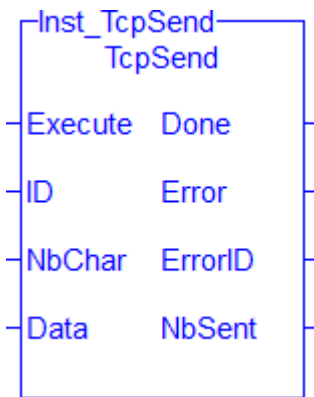 Inst_TcpSend
TcpSend
Execute Done
ID Error
NbChar ErrorID
Data NbSent